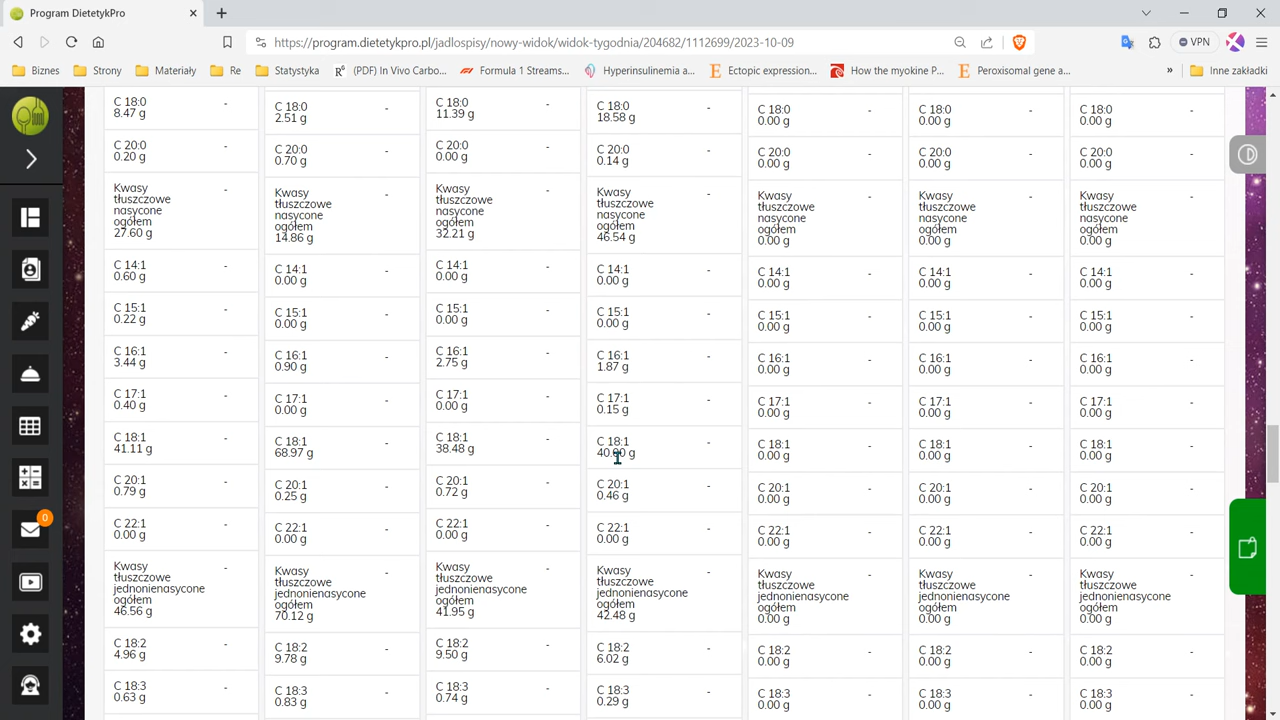 Program DietetykPro
https://program.dietetykpro.pl/jadlospisy/nowy-widok/widok-tygodnia/204682/1112699/2023-10-09
VPN
Biznes
Strony
Materiały
Re
Statystyka
(PDF) In Vivo Carbo...
Formula 1 Streams...
Hyperinsulinemia a...
Ectopic expression...
How the myokine P...
Peroxisomal gene a...
»
Inne zakładki
0
C 18:0 -
8.47 g
C 20:0 -
0.20 g
Kwasy -
tłuszczowe
nasycone
ogółem
27.60 g
C 14:1 -
0.60 g
C 15:1 -
0.22 g
C 16:1 -
3.44 g
C 17:1 -
0.40 g
C 18:1 -
41.11 g
C 20:1 -
0.79 g
C 22:1 -
0.00 g
Kwasy -
tłuszczowe
jednonienasycone
ogółem
46.56 g
C 18:2 -
4.96 g
C 18:3 -
0.63 g
C 18:0 -
2.51 g
C 20:0 -
0.70 g
Kwasy -
tłuszczowe
nasycone
ogółem
14.86 g
C 14:1 -
0.00 g
C 15:1 -
0.00 g
C 16:1 -
0.90 g
C 17:1 -
0.00 g
C 18:1 -
68.97 g
C 20:1 -
0.25 g
C 22:1 -
0.00 g
Kwasy -
tłuszczowe
jednonienasycone
ogółem
70.12 g
C 18:2 -
9.78 g
C 18:3 -
0.83 g
C 18:0 -
11.39 g
C 20:0 -
0.00 g
Kwasy -
tłuszczowe
nasycone
ogółem
32.21 g
C 14:1 -
0.00 g
C 15:1 -
0.00 g
C 16:1 -
2.75 g
C 17:1 -
0.00 g
C 18:1 -
38.48 g
C 20:1 -
0.72 g
C 22:1 -
0.00 g
Kwasy -
tłuszczowe
jednonienasycone
ogółem
41.95 g
C 18:2 -
9.50 g
C 18:3 -
0.74 g
C 18:0 -
18.58 g
C 20:0 -
0.14 g
Kwasy -
tłuszczowe
nasycone
ogółem
46.54 g
C 14:1 -
0.00 g
C 15:1 -
0.00 g
C 16:1 -
1.87 g
C 17:1 -
0.15 g
C 18:1 -
g
C 20:1 -
0.46 g
C 22:1 -
0.00 g
Kwasy -
tłuszczowe
jednonienasycone
ogółem
42.48 g
C 18:2 -
6.02 g
C 18:3 -
0.29 g
C 18:0 -
0.00 g
C 20:0 -
0.00 g
Kwasy -
tłuszczowe
nasycone
ogółem
0.00 g
C 14:1 -
0.00 g
C 15:1 -
0.00 g
C 16:1 -
0.00 g
C 17:1 -
0.00 g
C 18:1 -
0.00 g
C 20:1 -
0.00 g
C 22:1 -
0.00 g
Kwasy -
tłuszczowe
jednonienasycone
ogółem
0.00 g
C 18:2 -
0.00 g
C 18:3 -
0.00 g
C 18:0 -
0.00 g
C 20:0 -
0.00 g
Kwasy -
tłuszczowe
nasycone
ogółem
0.00 g
C 14:1 -
0.00 g
C 15:1 -
0.00 g
C 16:1 -
0.00 g
C 17:1 -
0.00 g
C 18:1 -
0.00 g
C 20:1 -
0.00 g
C 22:1 -
0.00 g
Kwasy -
tłuszczowe
jednonienasycone
ogółem
0.00 g
C 18:2 -
0.00 g
C 18:3 -
0.00 g
C 18:0 -
0.00 g
C 20:0 -
0.00 g
Kwasy -
tłuszczowe
nasycone
ogółem
0.00 g
C 14:1 -
0.00 g
C 15:1 -
0.00 g
C 16:1 -
0.00 g
C 17:1 -
0.00 g
C 18:1 -
0.00 g
C 20:1 -
0.00 g
C 22:1 -
0.00 g
Kwasy -
tłuszczowe
jednonienasycone
ogółem
0.00 g
C 18:2 -
0.00 g
C 18:3 -
0.00 g